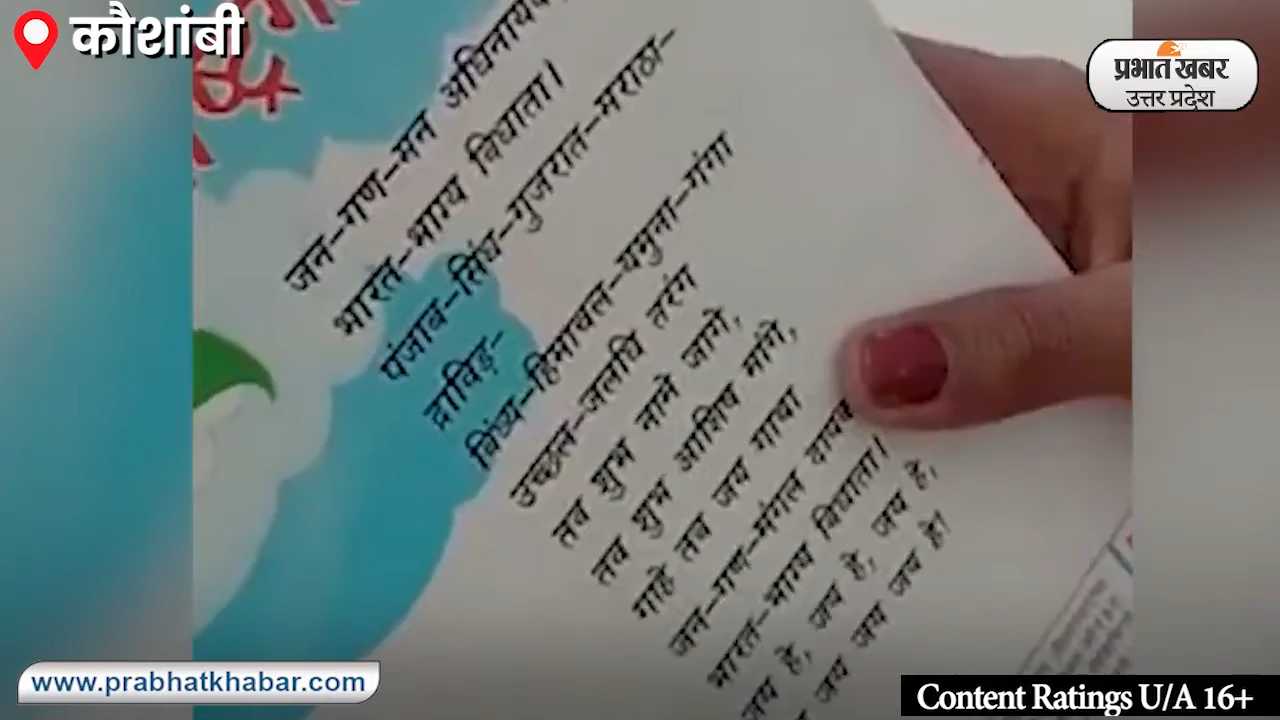 कौशांबी
प्रभात खबर
उत्तर प्रदेश
जन-गण-मन अधिनायक
भारत-भाग्य विधाता।
पंजाब-सिंध-गुजरात-मराठा-
द्राविड़-
विंध्य-हिमाचल-यमुना-गंगा
उच्छल-जलधि तरंग
तव शुभ नामे जागे,
तव शुभ आशिष मांगे,
गाहे तव जय गाथा
जन-गण-मंगल दायक
भारत-भाग्य विधाता।
जय हे, जय हे, जय हे,
जय जय जय हे।
www.prabhatkhabar.com
Content Ratings U/A 16+